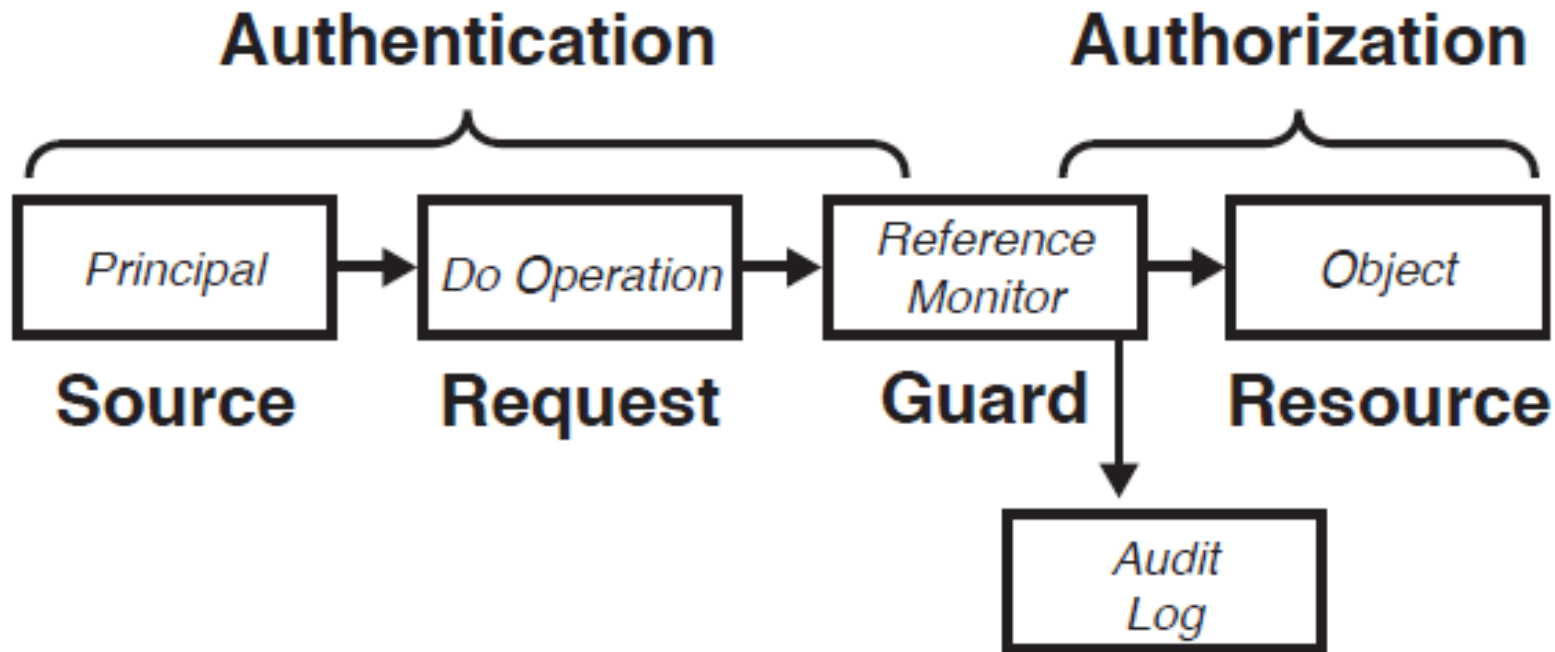 Authentication
Authorization
Principal
Do Operation
Reference
Monitor
Object
Source
Request
Guard
Resource
Audit
Log